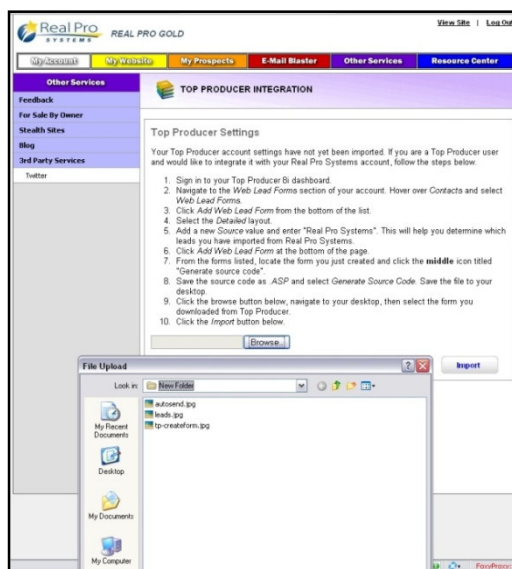 Real Pro
SYSTEMS
REAL PRO GOLD
View Site | Log Out
My Account
My Website
My Prospects
E-Mail Blaster
Other Services
Resource Center
Other Services
Feedback
For Sale By Owner
Stealth Sites
Blog
3rd Party Services
Twitter
TOP PRODUCER INTEGRATION
Top Producer Settings
Your Top Producer account settings have not yet been imported. If you are a Top Producer user
and would like to integrate it with your Real Pro Systems account, follow the steps below.
1. Sign in to your Top Producer 8i dashboard.
2. Navigate to the Web Lead Forms section of your account. Hover over Contacts and select
Web Lead Forms.
3. Click Add Web Lead Form from the bottom of the list.
4. Select the Detailed layout.
5. Add a new Source value and enter "Real Pro Systems". This will help you determine which
leads you have imported from Real Pro Systems.
6. Click Add Web Lead Form at the bottom of the page.
7. From the forms listed, locate the form you just created and click the middle icon titled
"Generate source code".
8. Save the source code as .ASP and select Generate Source Code. Save the file to your
desktop.
9. Click the browse button below, navigate to your desktop, then select the form you
downloaded from Top Producer.
10. Click the Import button below.
Browse...
Import
File Upload
Look in: New Folder
My Recent
Documents
Desktop
My Documents
My Computer
autosend.jpg
leads.jpg
tp-createform.jpg
FoxyProxy: